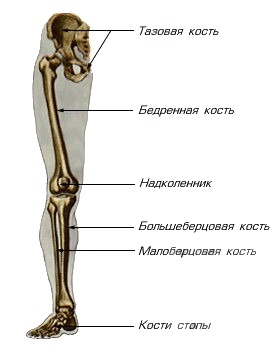 Тазовая кость
Бедренная кость
Надколенник
Большеберцовая кость
Малоберцовая кость
Кости стопы